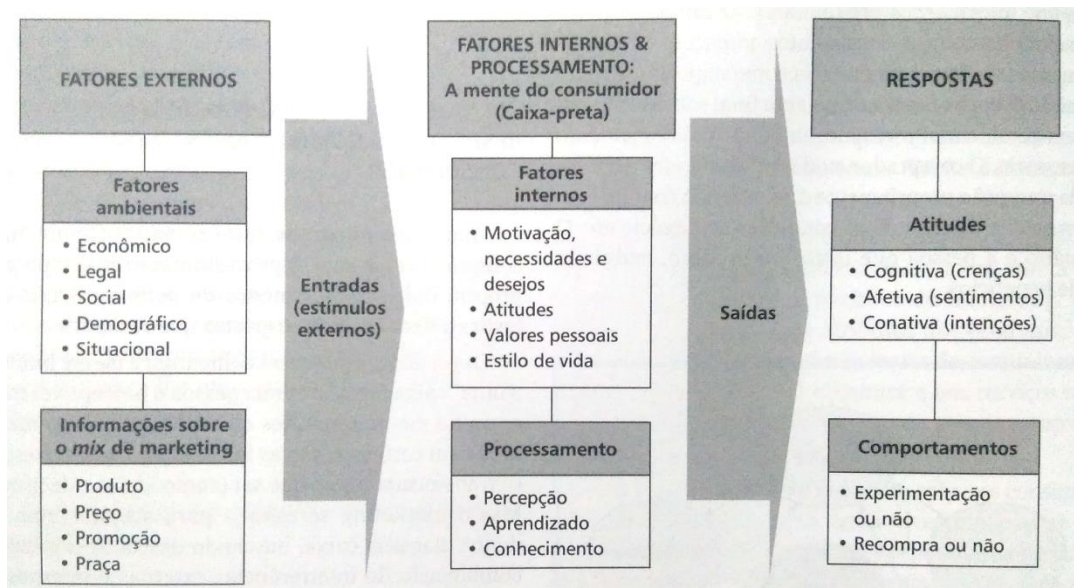 FATORES EXTERNOS
Fatores
ambientais
• Econômico
• Legal
• Social
• Demográfico
• Situacional
Informações sobre
o mix de marketing
• Produto
• Preço
• Promoção
• Praça
Entradas
(estímulos
externos)
FATORES INTERNOS &
PROCESSAMENTO:
A mente do consumidor
(Caixa-preta)
Fatores
internos
• Motivação,
necessidades e
desejos
• Atitudes
• Valores pessoais
• Estilo de vida
Processamento
• Percepção
• Aprendizado
• Conhecimento
Saídas
RESPOSTAS
Atitudes
• Cognitiva (crenças)
• Afetiva (sentimentos)
• Conativa (intenções)
Comportamentos
• Experimentação
ou não
• Recompra ou não